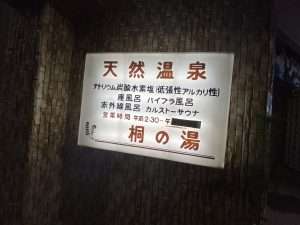 天然温泉
ナトリウム炭酸水素塩(低張性アルカリ性)
座風呂 バイブラ風呂
赤外線風呂 カルストーサウナ
営業時間 午前2:30〜午
桐の湯